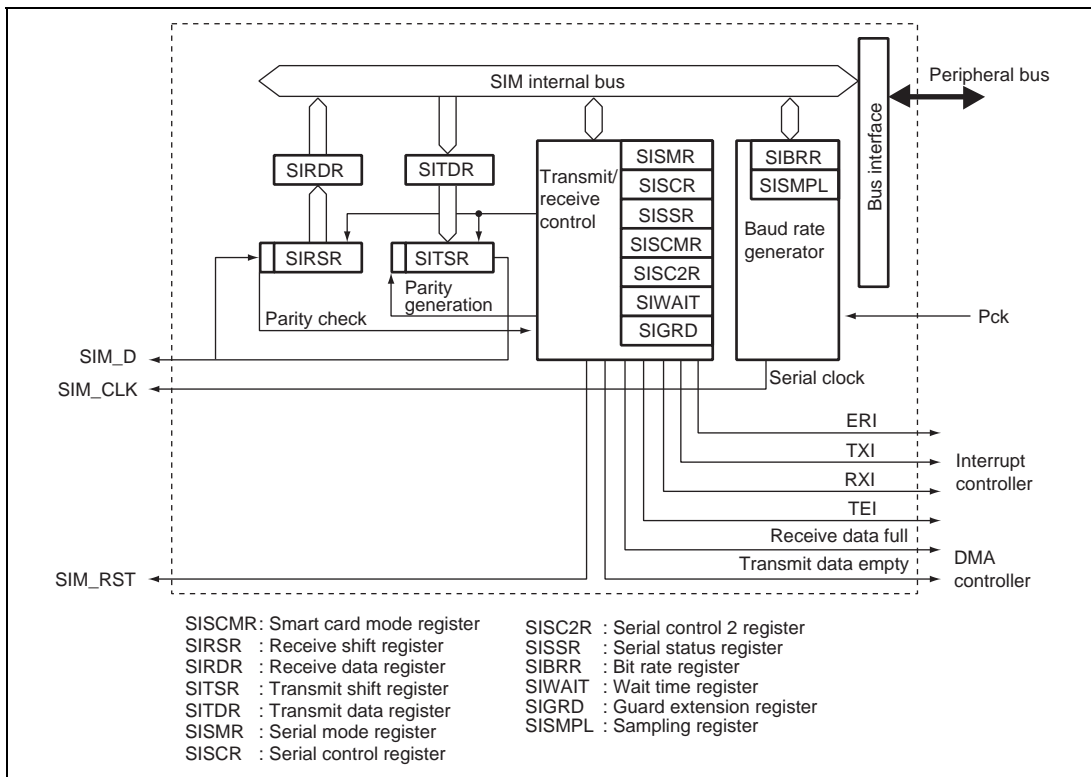 SIM internal bus
Peripheral bus
Bus interface
SIRDR
SITDR
SIRSR
SITSR
Transmit/
receive
control
SISMR
SISCR
SISSR
SISCMR
SISC2R
SIWAIT
SIGRD
SIBRR
SISMPL
Baud rate
generator
Parity
generation
Parity check
Pck
SIM_D
SIM_CLK
Serial clock
ERI
TXI
RXI
TEI
Interrupt
controller
Receive data full
Transmit data empty
DMA
controller
SIM_RST
SISCMR: Smart card mode register
SIRSR : Receive shift register
SIRDR : Receive data register
SITSR : Transmit shift register
SITDR : Transmit data register
SISMR : Serial mode register
SISCR : Serial control register
SISC2R : Serial control 2 register
SISSR : Serial status register
SIBRR : Bit rate register
SIWAIT : Wait time register
SIGRD : Guard extension register
SISMPL : Sampling register